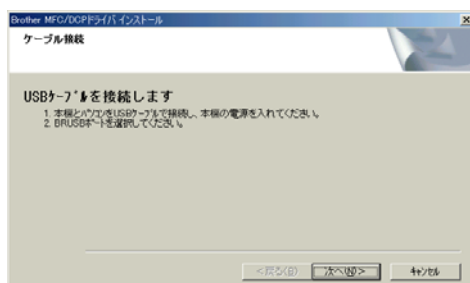 Brother MFC/DCPドライバ インストール
ケーブル接続
USBｹｰﾌﾞﾙを接続します
1. 本機とﾊﾟｿｺﾝをUSBｹｰﾌﾞﾙで接続し、本機の電源を入れてください。
2. BRUSBﾎﾟｰﾄを選択してください。
<戻る(B) 次へ(N)> ｷｬﾝｾﾙ